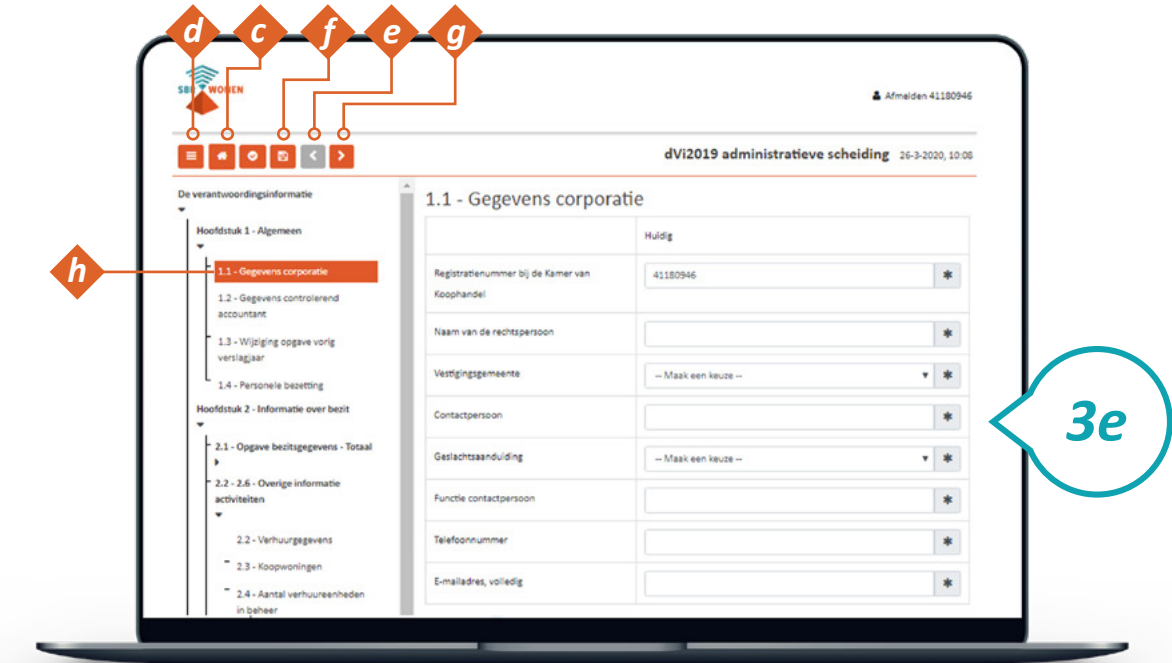 d c f e g
SBR WONEN
Afmelden 41180946
dVi2019 administratieve scheiding 26-3-2020, 10:08
De verantwoordingsinformatie
Hoofdstuk 1 - Algemeen
h
1.1 - Gegevens corporatie
1.2 - Gegevens controlerend
accountant
1.3 - Wijziging opgave vorig
verslagjaar
1.4 - Personele bezetting
Hoofdstuk 2 - Informatie over bezit
2.1 - Opgave bezitsgegevens - Totaal
2.2 - 2.6 - Overige informatie
activiteiten
2.2 - Verhuurgegevens
2.3 - Koopwoningen
2.4 - Aantal verhuureenheden
in beheer
1.1 - Gegevens corporatie
Huidig
Registratienummer bij de Kamer van
Koophandel
41180946
Naam van de rechtspersoon
Vestigingsgemeente
-- Maak een keuze --
Contactpersoon
Geslachtsaanduiding
-- Maak een keuze --
Functie contactpersoon
Telefoonnummer
E-mailadres, volledig
3e